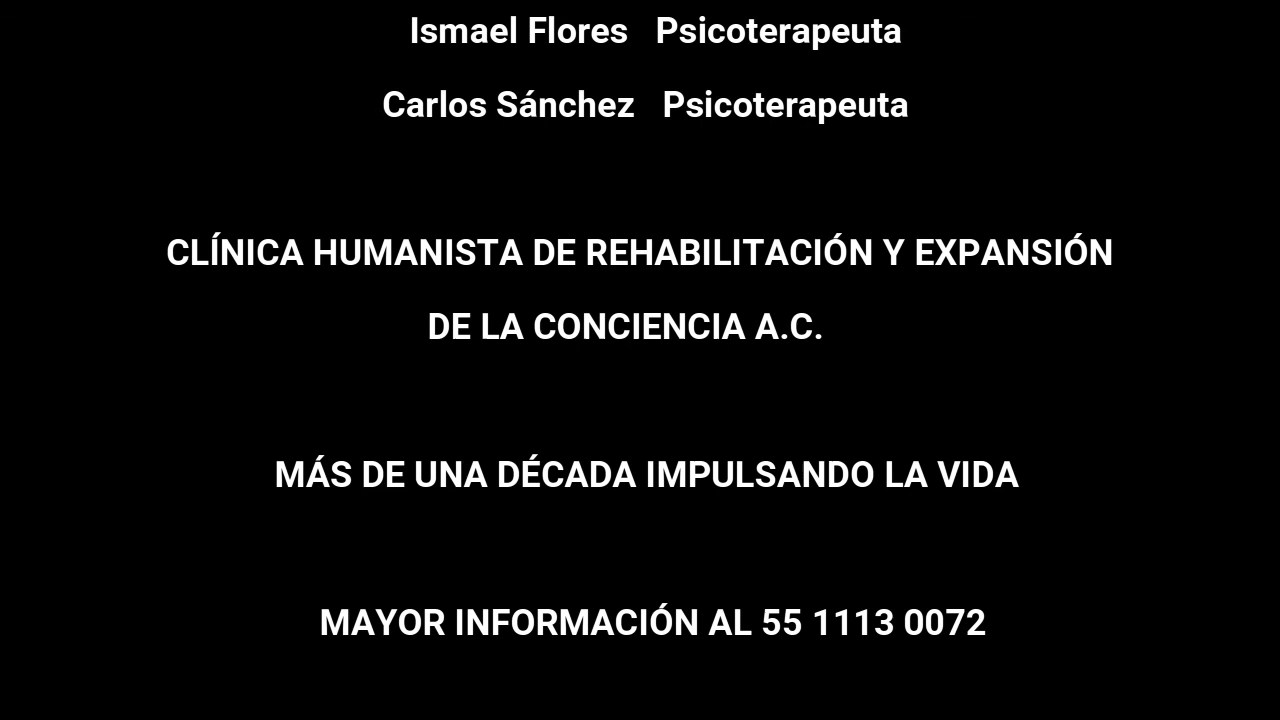 Ismael Flores Psicoterapeuta
Carlos Sánchez Psicoterapeuta
CLÍNICA HUMANISTA DE REHABILITACIÓN Y EXPANSIÓN
DE LA CONCIENCIA A.C.
MÁS DE UNA DÉCADA IMPULSANDO LA VIDA
MAYOR INFORMACIÓN AL 55 1113 0072